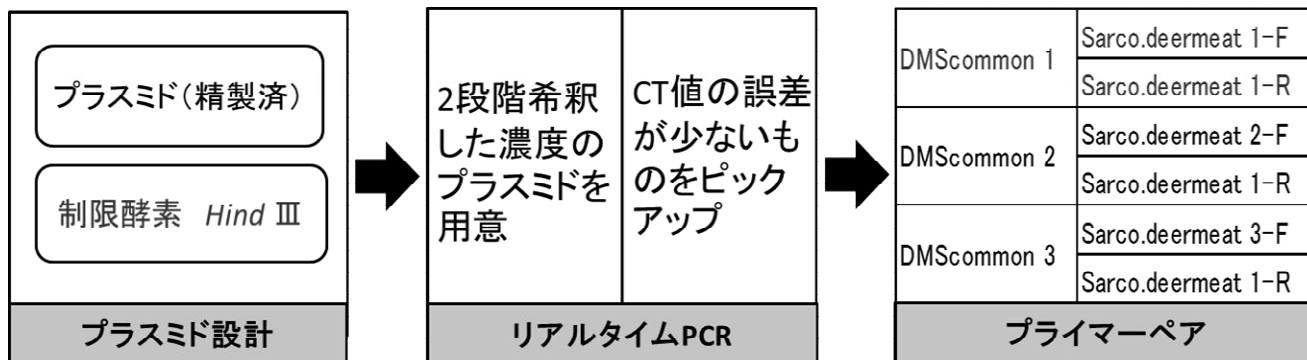 プラスミド（精製済）
制限酵素　Hind Ⅲ
プラスミド設計
2段階希釈
した濃度の
プラスミドを
用意
CT値の誤差
が少ないも
のをピック
アップ
リアルタイムPCR
DMScommon 1
Sarco.deermeat 1-F
Sarco.deermeat 1-R
DMScommon 2
Sarco.deermeat 2-F
Sarco.deermeat 1-R
DMScommon 3
Sarco.deermeat 3-F
Sarco.deermeat 1-R
プライマーペア